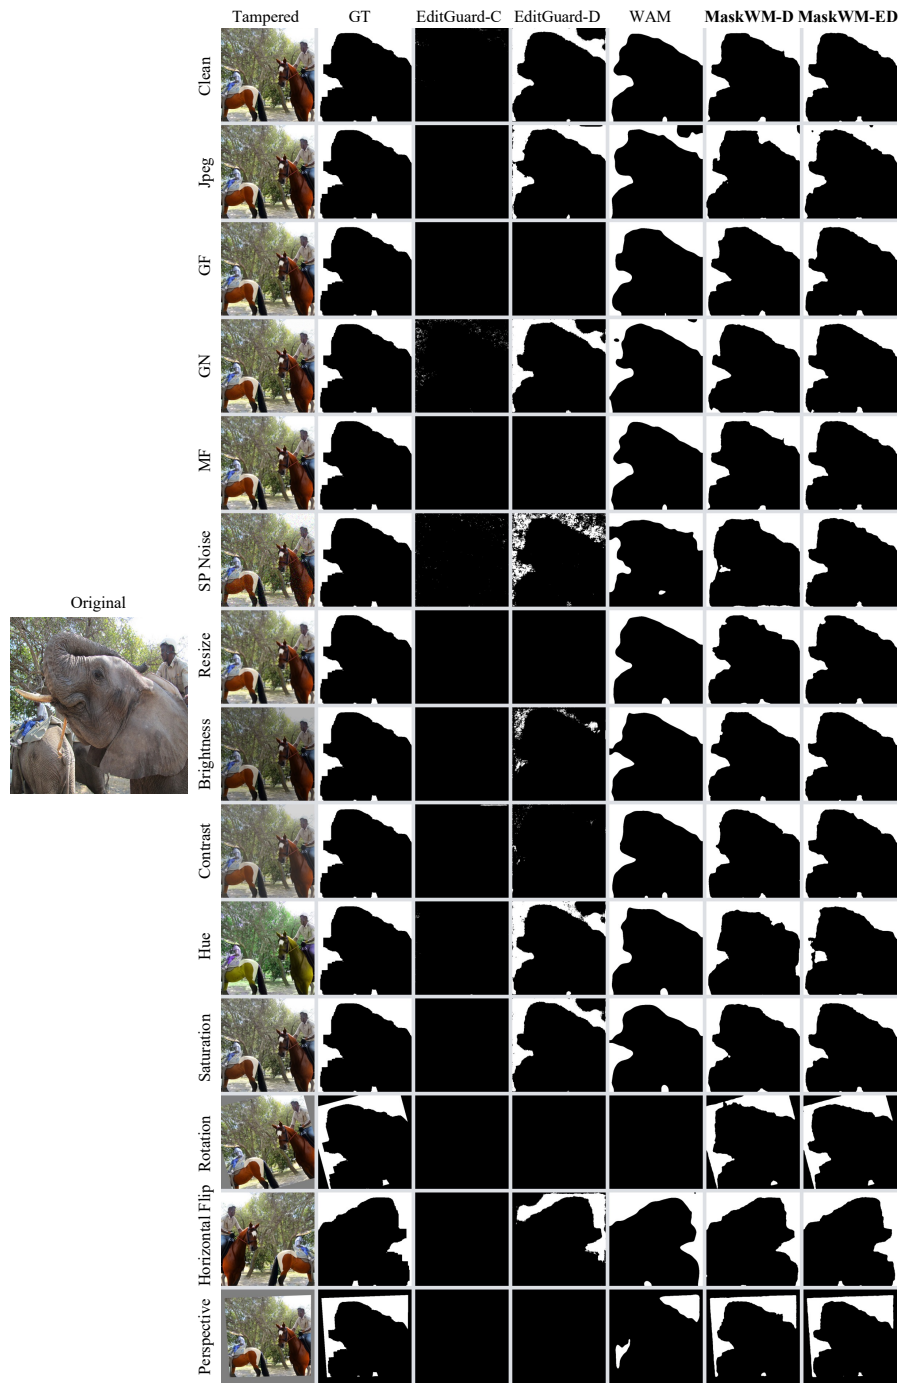 Tampered GT EditGuard-C EditGuard-D WAM MaskWM-D MaskWM-ED
Clean
Jpeg
GF
GN
MF
SP Noise
Original
Resize
Brightness
Contrast
Hue
Saturation
Rotation
Horizontal Flip
Perspective